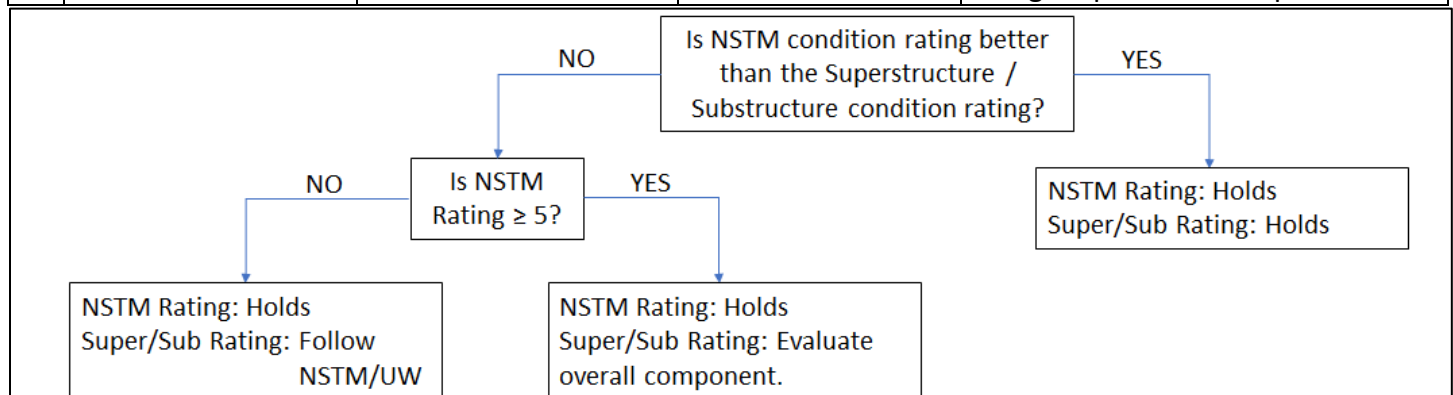 Is NSTM condition rating better
than the Superstructure /
Substructure condition rating?
NO
YES
Is NSTM
Rating ≥ 5?
NO
YES
NSTM Rating: Holds
Super/Sub Rating: Holds
NSTM Rating: Holds
Super/Sub Rating: Follow
NSTM/UW
NSTM Rating: Holds
Super/Sub Rating: Evaluate
overall component.